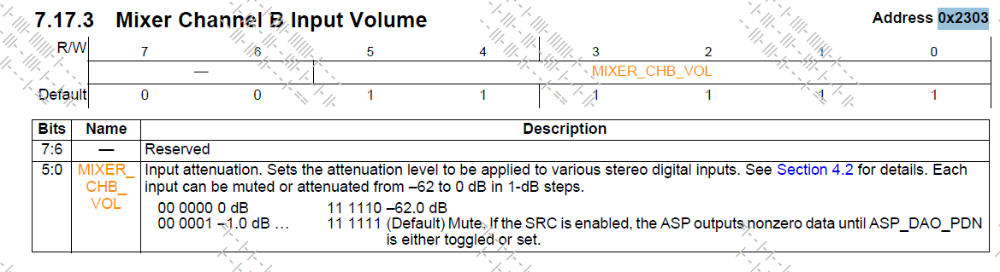 7.17.3 Mixer Channel B Input Volume Address 0x2303
R/W 7 6 5 4 3 2 1 0
— MIXER_CHB_VOL
Default 0 0 1 1 1 1 1 1
Bits Name Description
7:6 — Reserved
5:0 MIXER_ Input attenuation. Sets the attenuation level to be applied to various stereo digital inputs. See Section 4.2 for details. Each
CHB_ input can be muted or attenuated from –62 to 0 dB in 1-dB steps.
VOL 00 0000 0 dB 11 1110 –62.0 dB
00 0001 –1.0 dB … 11 1111 (Default) Mute. If the SRC is enabled, the ASP outputs nonzero data until ASP_DAO_PDN
is either toggled or set.